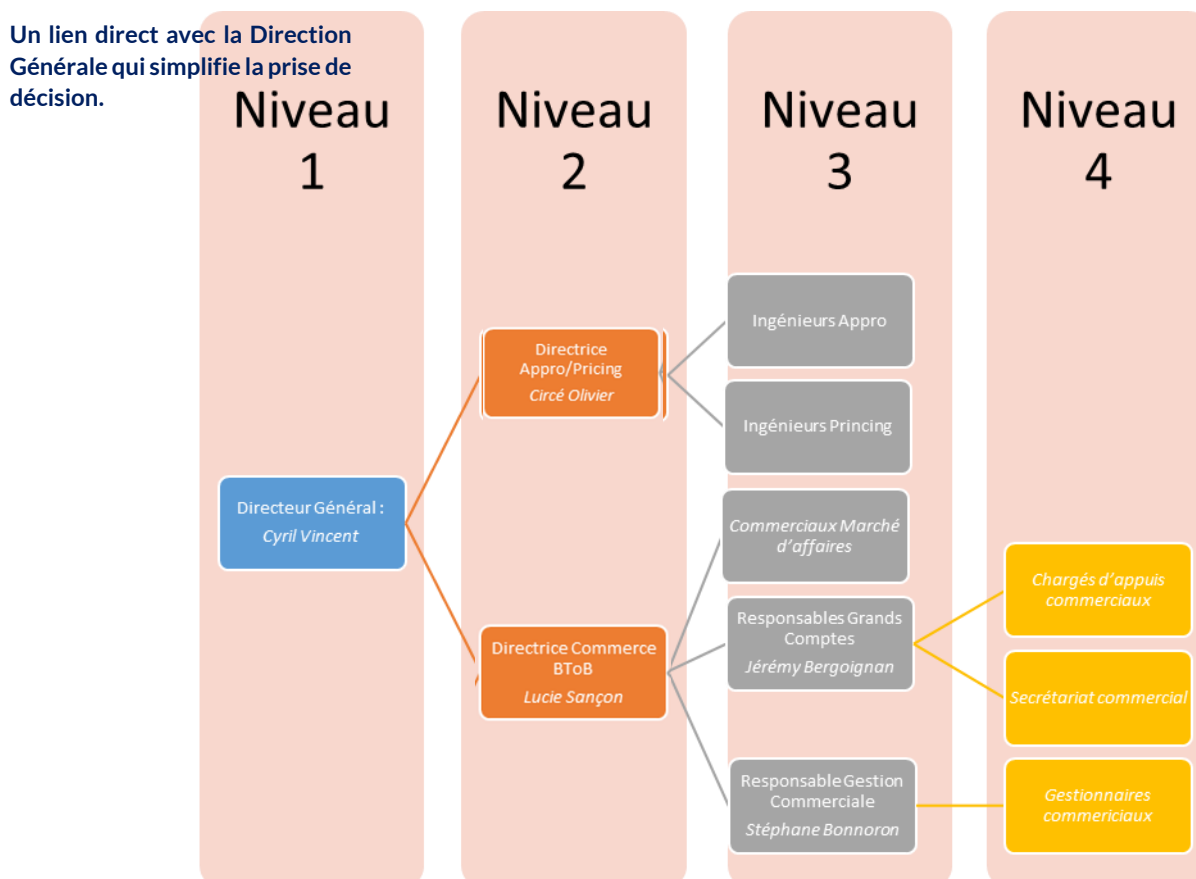 Un lien direct avec la Direction
Générale qui simplifie la prise de
décision.
Niveau
1
Niveau
2
Niveau
3
Niveau
4
Directeur Général :
Cyril Vincent
Directrice
Appro/Pricing
Circé Olivier
Directrice Commerce
BToB
Lucie Sançon
Ingénieurs Appro
Ingénieurs Princing
Commerciaux Marché
d'affaires
Responsables Grands
Comptes
Jérémy Bergoignan
Responsable Gestion
Commerciale
Stéphane Bonnoron
Chargés d'appuis
commerciaux
Secrétariat commercial
Gestionnaires
commericiaux